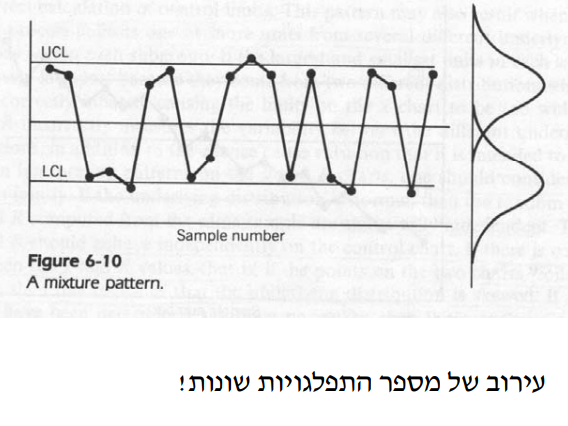 UCL
LCL
Sample number
Figure 6-10
A mixture pattern.
עירוב של מספר התפלגויות שונות!